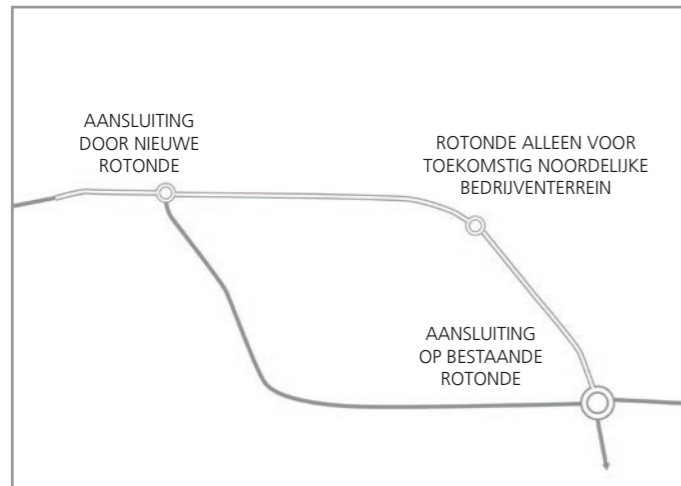 AANSLUITING
DOOR NIEUWE
ROTONDE
ROTONDE ALLEEN VOOR
TOEKOMSTIG NOORDELIJKE
BEDRIJVENTERREIN
AANSLUITING
OP BESTAANDE
ROTONDE